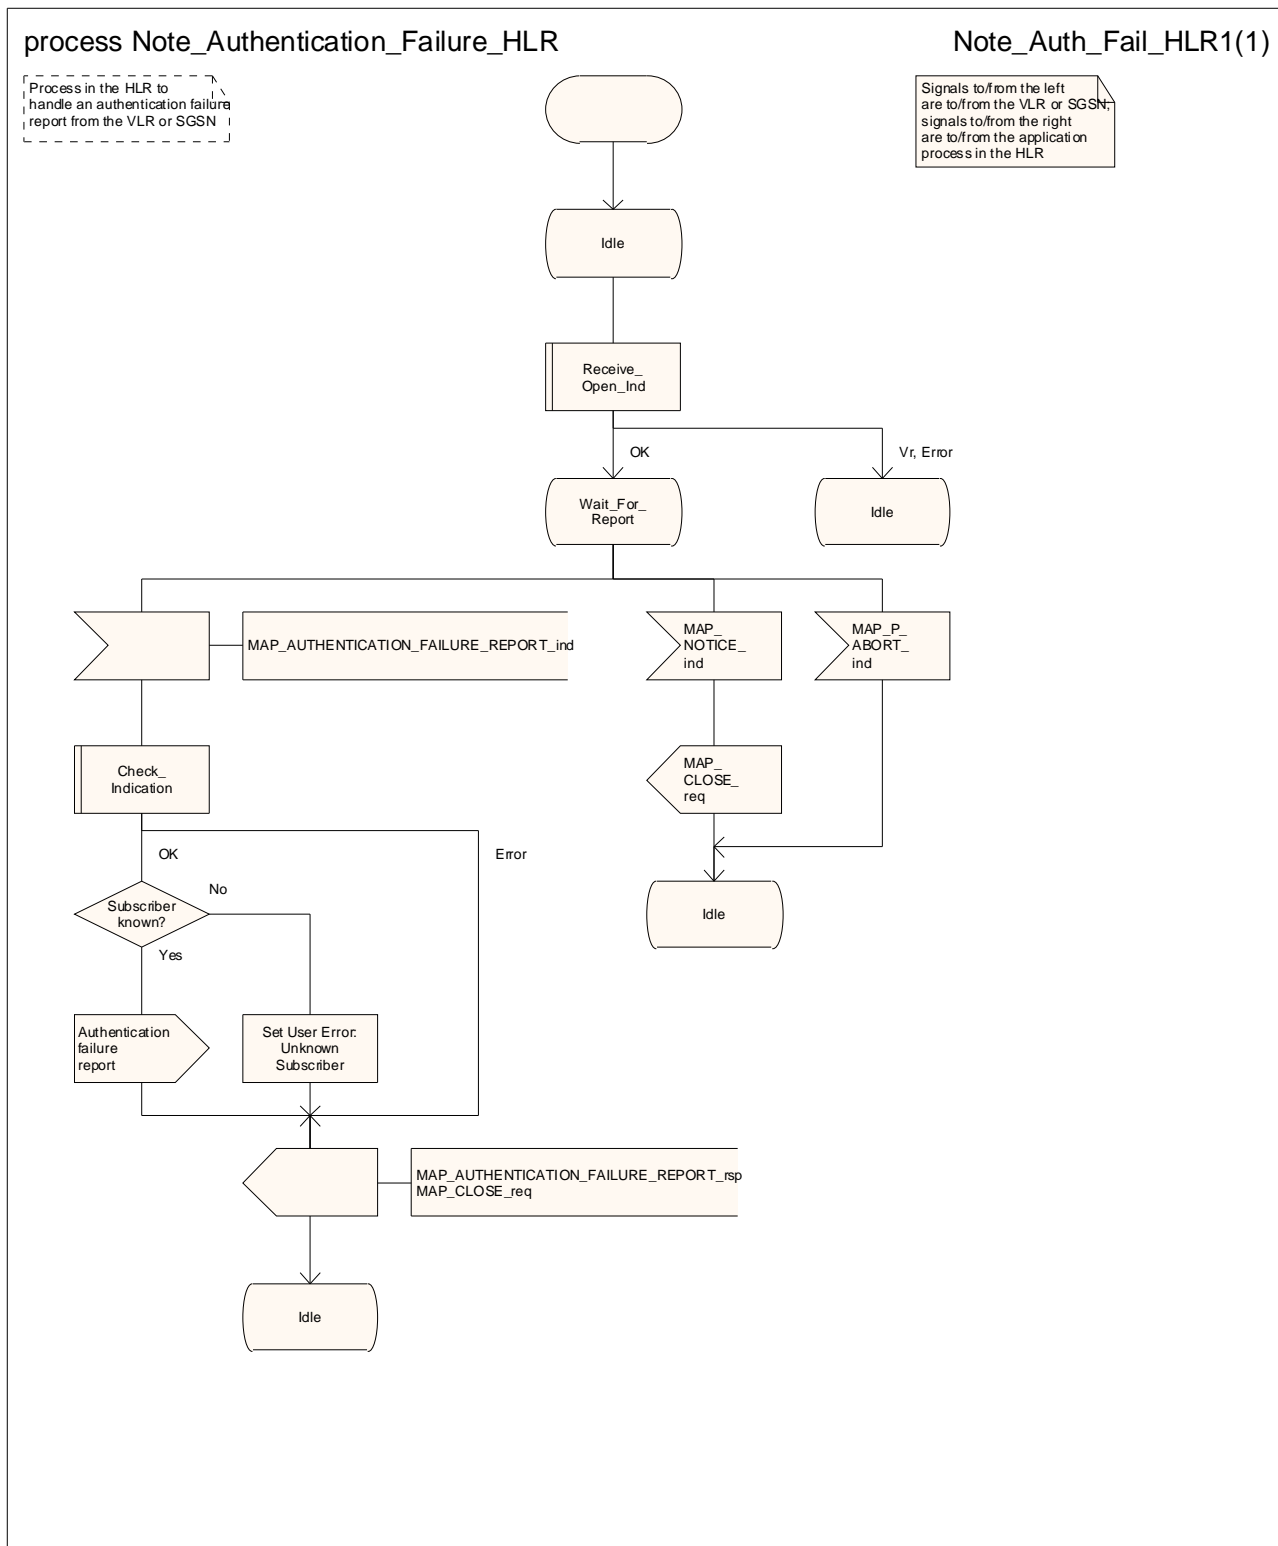 process Note_Authentication_Failure_HLR
Note_Auth_Fail_HLR1(1)
Process in the HLR to
handle an authentication failure
report from the VLR or SGSN
Signals to/from the left
are to/from the VLR or SGSN;
signals to/from the right
are to/from the application
process in the HLR
Idle
Receive_
Open_Ind
OK
Vr, Error
Wait_For_
Report
Idle
MAP_AUTHENTICATION_FAILURE_REPORT_ind
MAP_
NOTICE_
ind
MAP_P_
ABORT_
ind
Check_
Indication
MAP_
CLOSE_
req
OK
Error
No
Subscriber
known?
Idle
Yes
Authentication
failure
report
Set User Error:
Unknown
Subscriber
MAP_AUTHENTICATION_FAILURE_REPORT_rsp
MAP_CLOSE_req
Idle